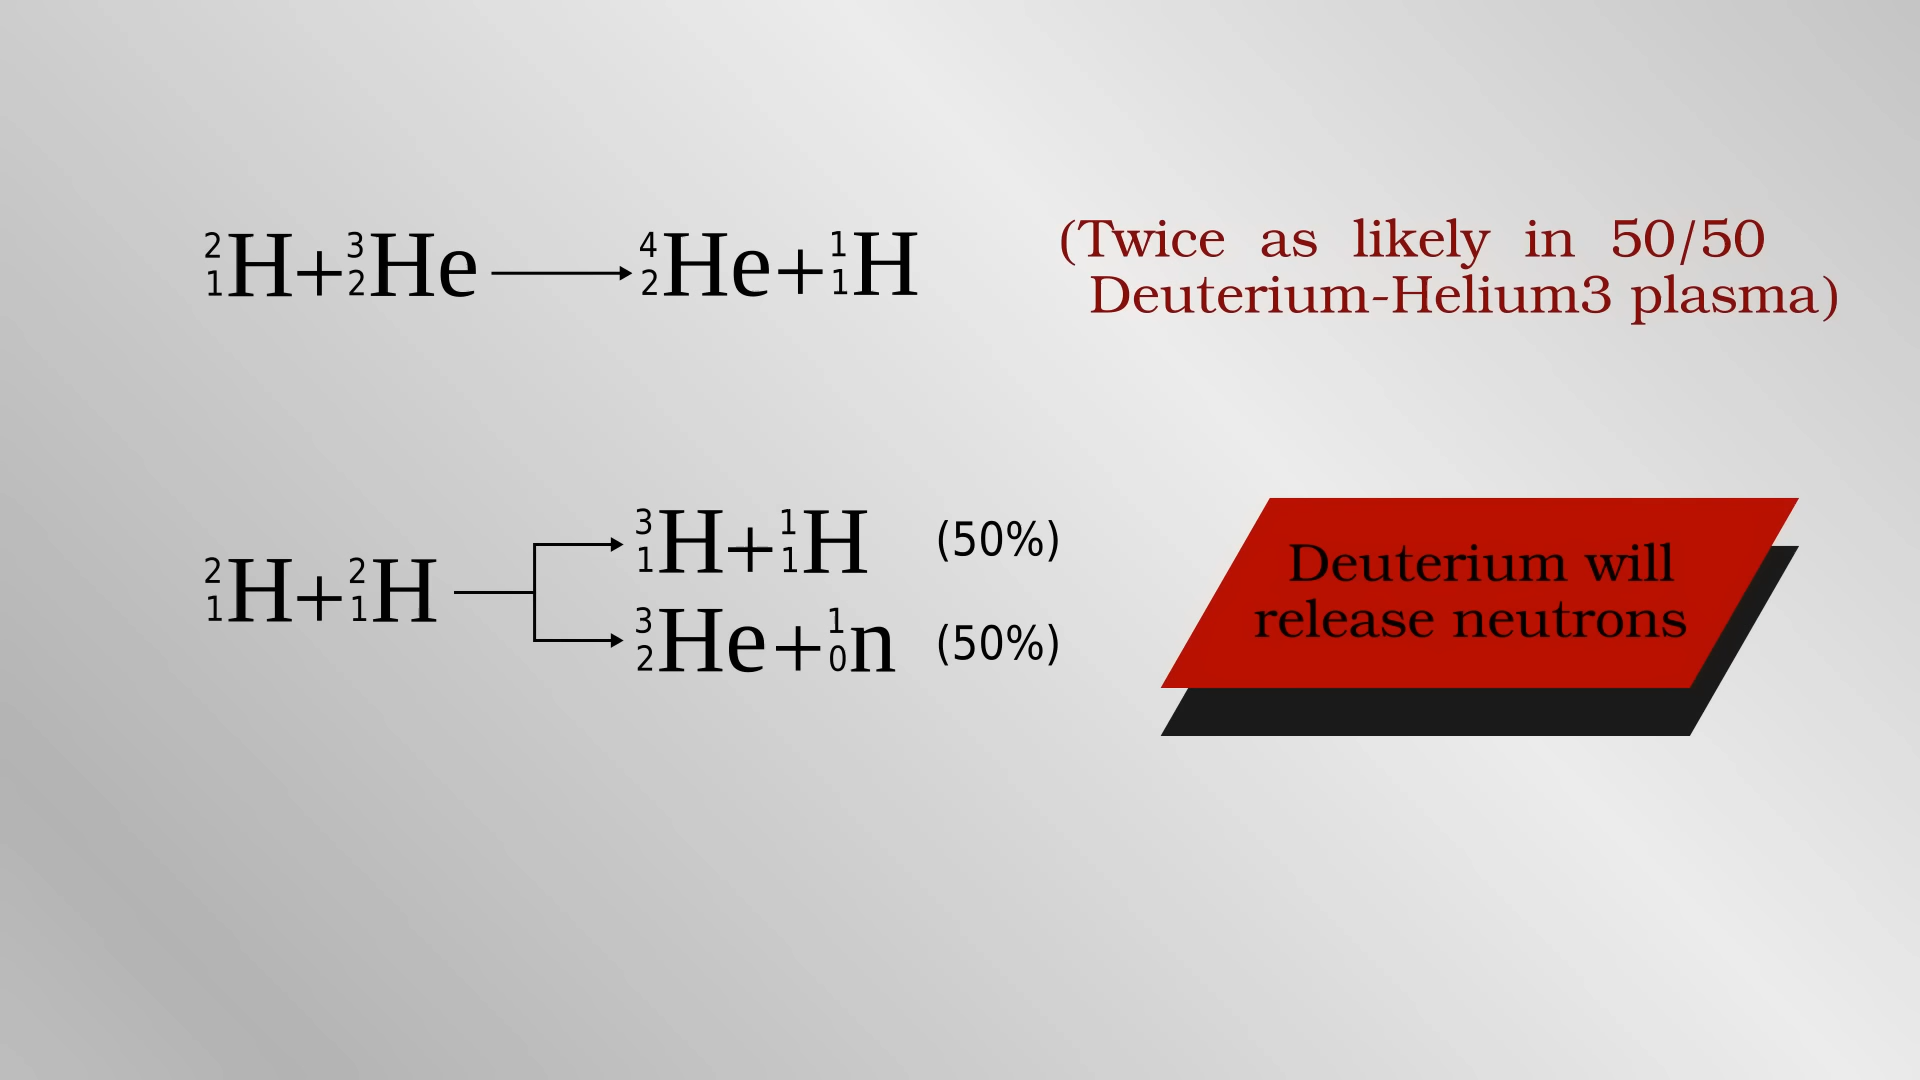 ²₁H+³₂He ⟶ ⁴₂He+¹₁H
(Twice as likely in 50/50
Deuterium-Helium3 plasma)
³₁H+¹₁H (50%)
²₁H+²₁H
³₂He+¹₀n (50%)
Deuterium will
release neutrons